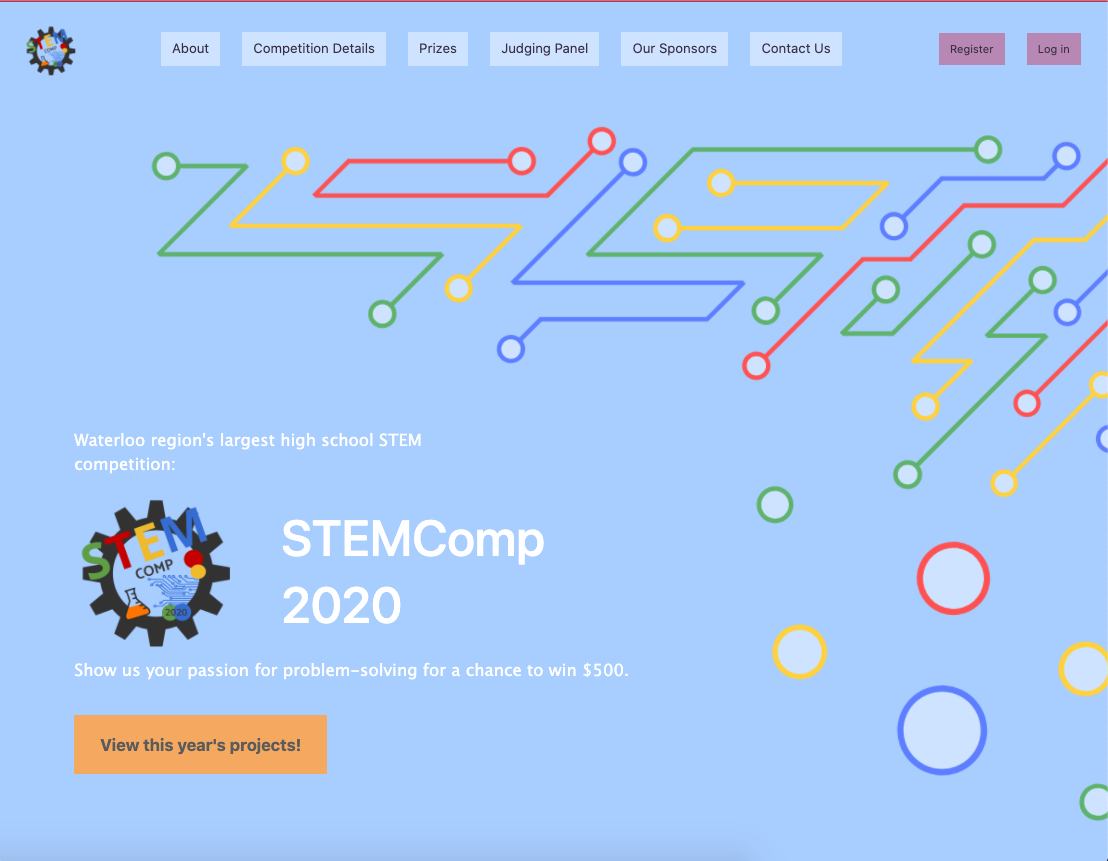 STEM
COMP
About
Competition Details
Prizes
Judging Panel
Our Sponsors
Contact Us
Register
Log in
Waterloo region's largest high school STEM
competition:
STEM
COMP
2020
STEMComp
2020
Show us your passion for problem-solving for a chance to win $500.
View this year's projects!